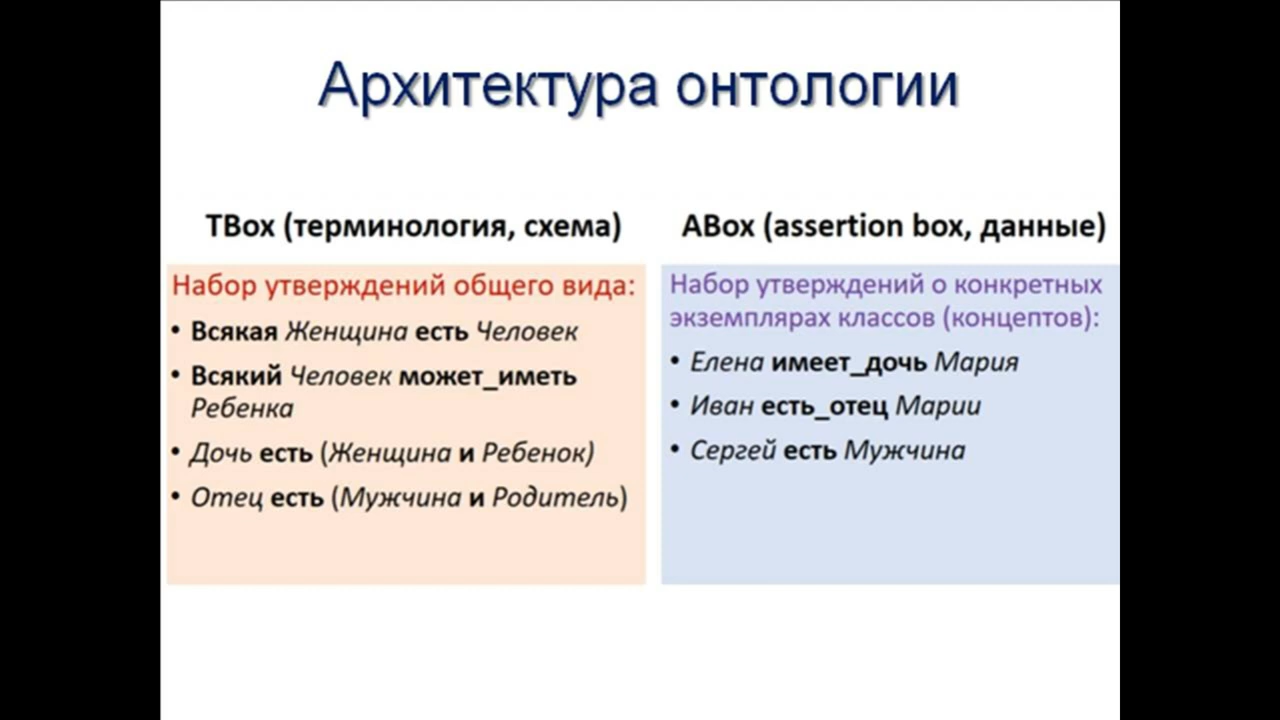 Архитектура онтологии
TBox (терминология, схема)
Набор утверждений общего вида:
• Всякая Женщина есть Человек
• Всякий Человек может_иметь
Ребенка
• Дочь есть (Женщина и Ребенок)
• Отец есть (Мужчина и Родитель)
ABox (assertion box, данные)
Набор утверждений о конкретных
экземплярах классов (концептов):
• Елена имеет_дочь Мария
• Иван есть_отец Марии
• Сергей есть Мужчина